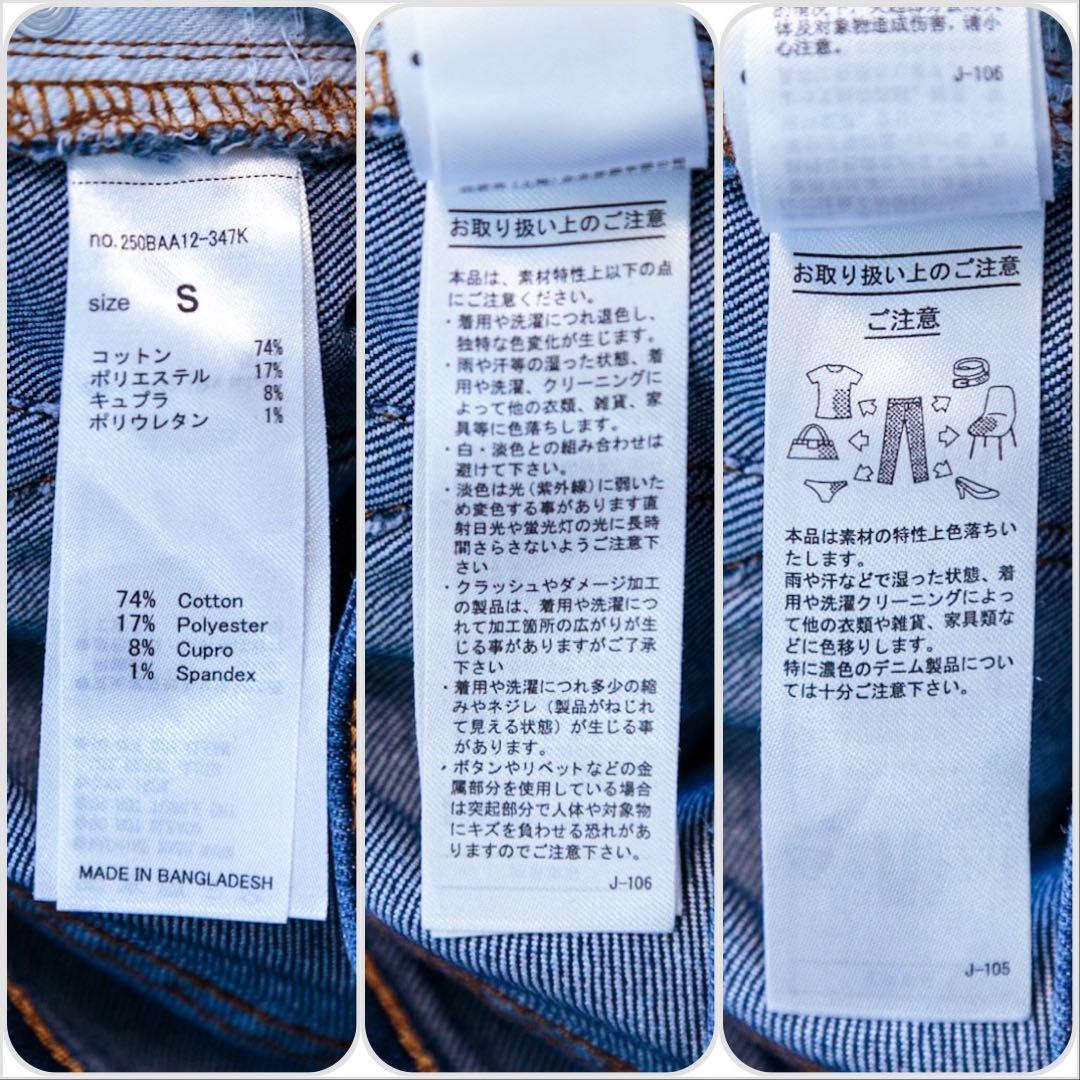 no. 250BAA12-347K
size S
コットン 74%
ポリエステル 17%
キュプラ 8%
ポリウレタン 1%
74% Cotton
17% Polyester
8% Cupro
1% Spandex
MADE IN BANGLADESH
お取り扱い上のご注意
本品は、素材特性上以下の点
にご注意ください。
・着用や洗濯につれ退色し、
独特な色変化が生じます。
・雨や汗等の湿った状態、着
用や洗濯、クリーニングに
よって他の衣類、雑貨、家
具等に色落ちします。
・白・淡色との組み合わせは
避けて下さい。
・淡色は光(紫外線)に弱いた
め変色する事があります直
射日光や蛍光灯の光に長時
間さらさないようご注意下
さい
・クラッシュやダメージ加工
の製品は、着用や洗濯につ
れて加工箇所の広がりが生
じる事がありますがご了承
下さい
・着用や洗濯につれ多少の縮
みやネジレ(製品がねじれ
て見える状態)が生じる事
があります。
・ボタンやリベットなどの金
属部分を使用している場合
は突起部分で人体や対象物
にキズを負わせる恐れがあ
りますのでご注意下さい。
J-106
体及对象物造成伤害,请小
心注意。
J-106
お取り扱い上のご注意
ご注意
本品は素材の特性上色落ちい
たします。
雨や汗などで湿った状態、着
用や洗濯クリーニングによっ
て他の衣類や雑貨、家具類な
どに色移りします。
特に濃色のデニム製品につい
ては十分ご注意下さい。
J-105